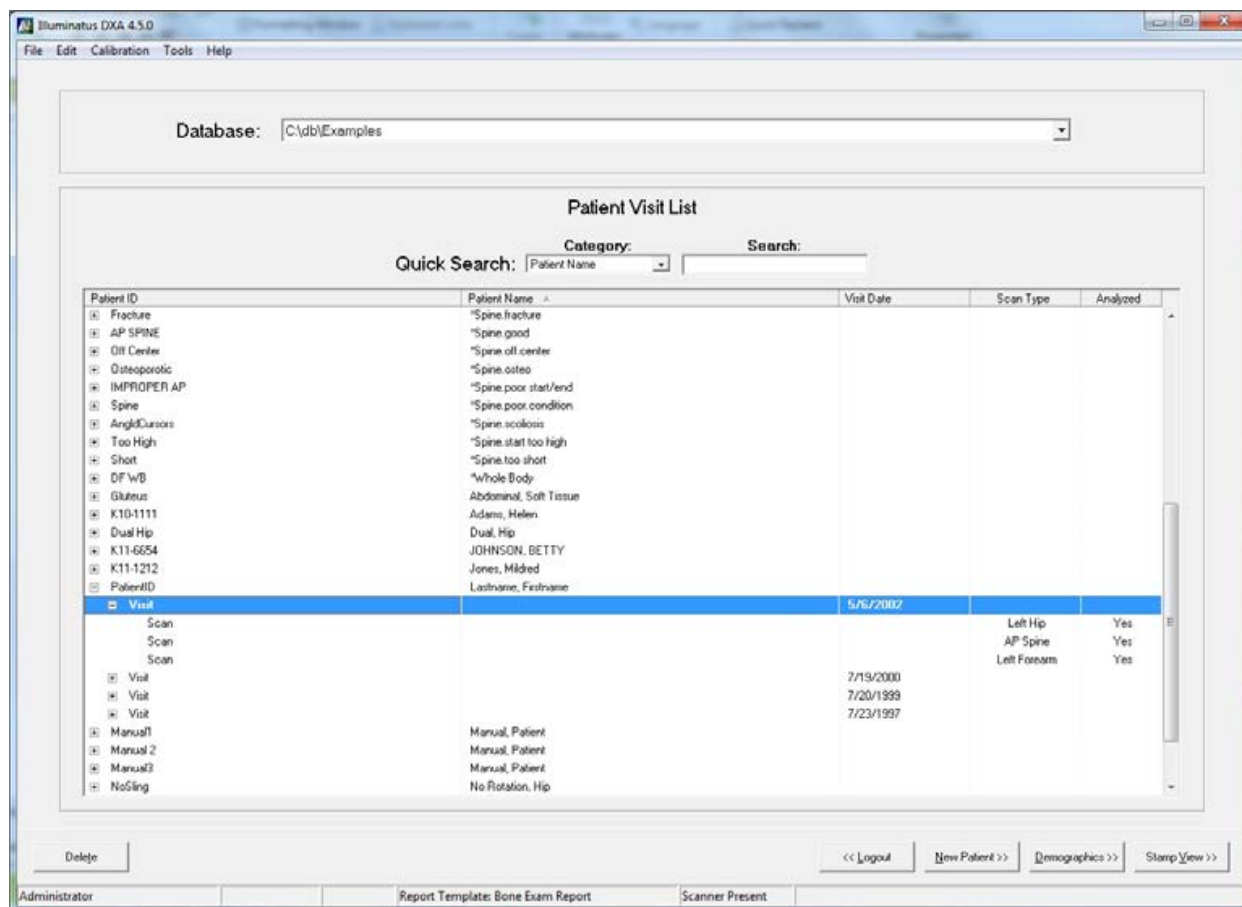 Illuminatus DXA 4.5.0
File Edit Calibration Tools Help
Database: C:\db\Examples
Patient Visit List
Category: Search:
Quick Search: Patient Name
Patient ID Patient Name Visit Date Scan Type Analyzed
Fracture *Spine.fracture
AP SPINE *Spine.good
Off Center *Spine.off.center
Osteoporotic *Spine.osteo
IMPROPER AP *Spine.poor start/end
Spine *Spine.poor.condition
AngldCursors *Spine.scoliosis
Too High *Spine.start too high
Short *Spine.too short
DF WB *Whole Body
Gluteus Abdominal, Soft Tissue
K10-1111 Adams, Helen
Dual Hip Dual, Hip
K11-6654 JOHNSON, BETTY
K11-1212 Jones, Mildred
PatientID Lastname, Firstname
Visit 5/6/2002
Scan Left Hip Yes
Scan AP Spine Yes
Scan Left Forearm Yes
Visit 7/19/2000
Visit 7/20/1999
Visit 7/23/1997
Manual1 Manual, Patient
Manual 2 Manual, Patient
Manual3 Manual, Patient
NoSling No Rotation, Hip
Delete << Logout New Patient >> Demographics >> Stamp View >>
Administrator Report Template: Bone Exam Report Scanner Present